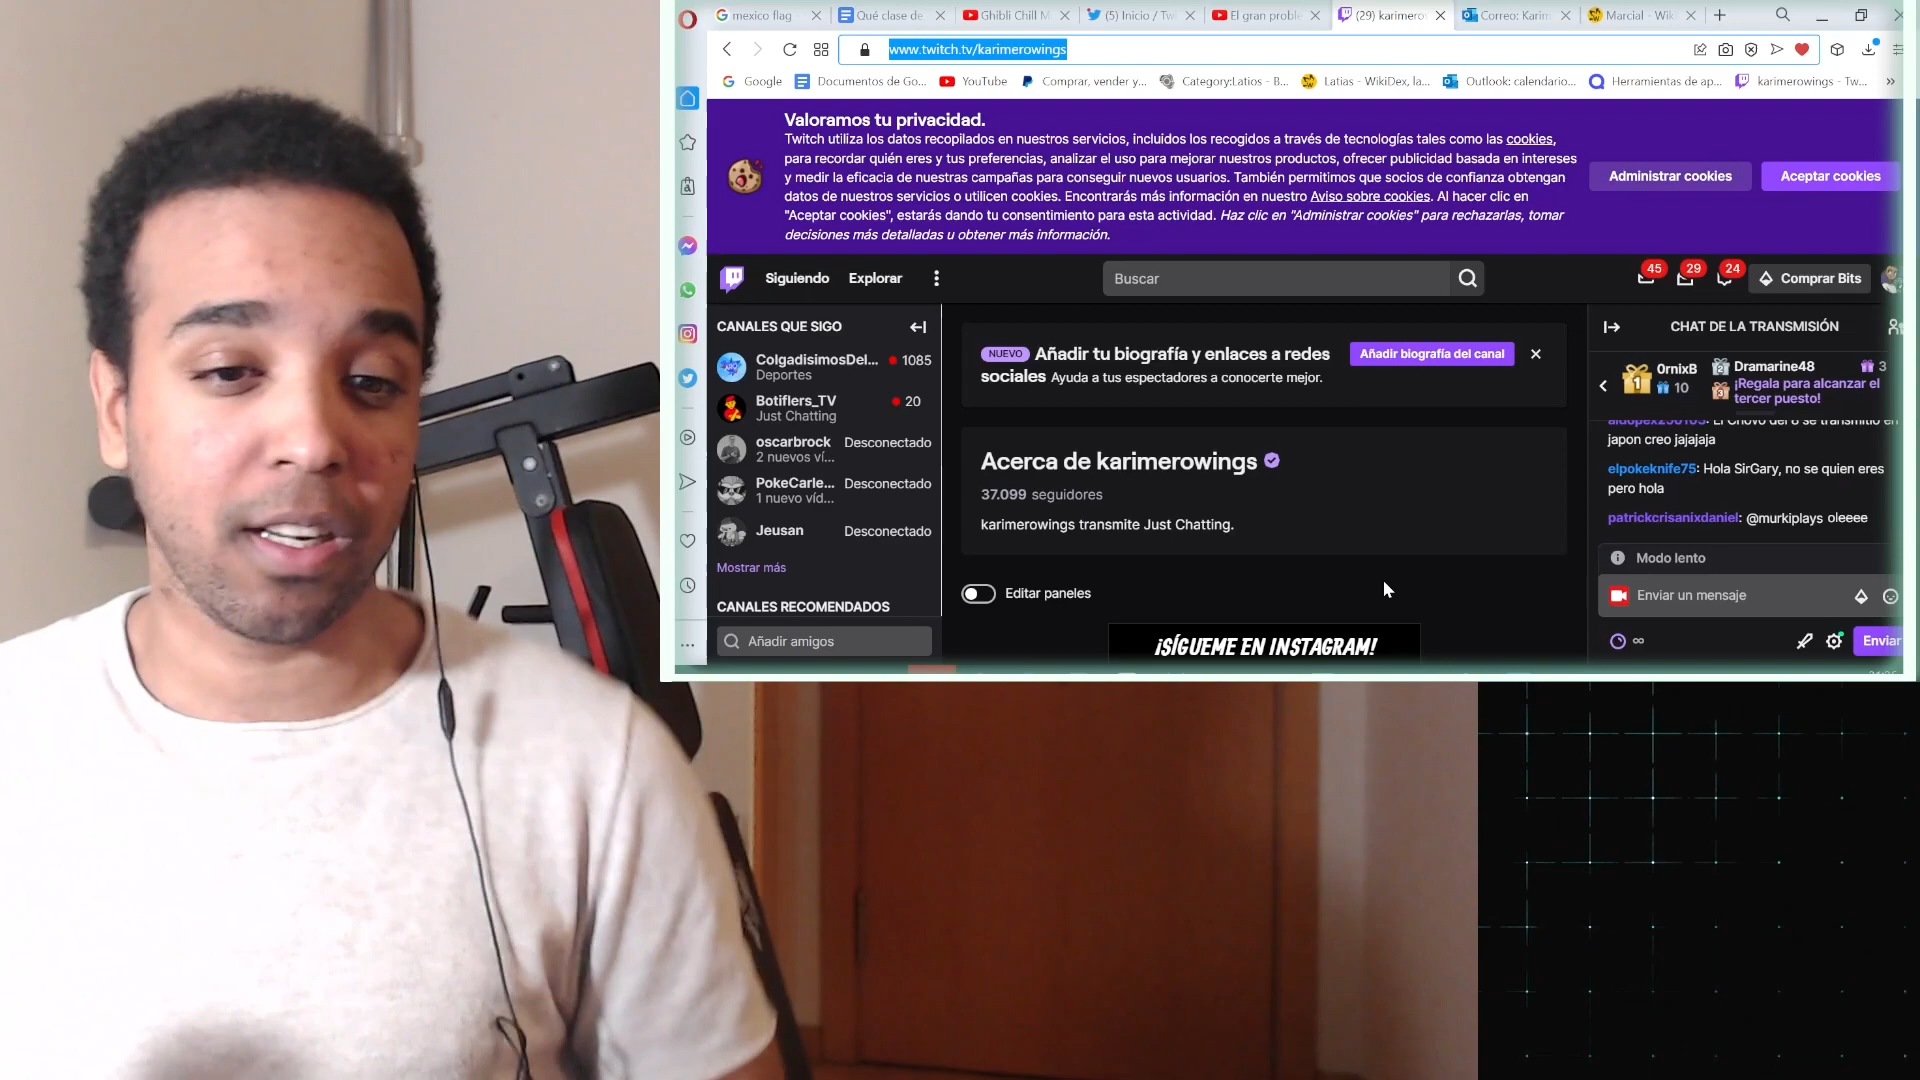 mexico flag
Qué clase de
Ghibli Chill M
(5) Inicio / Tw
El gran proble
(29) karimero
Correo: Karim
Marcial - Wiki
www.twitch.tv/karimerowings
Google
Documentos de Go...
YouTube
Comprar, vender y...
Category:Latios - B...
Latias - WikiDex, la...
Outlook: calendario...
Herramientas de ap...
karimerowings - Tw...
Valoramos tu privacidad.
Twitch utiliza los datos recopilados en nuestros servicios, incluidos los recogidos a través de tecnologías tales como las cookies,
para recordar quién eres y tus preferencias, analizar el uso para mejorar nuestros productos, ofrecer publicidad basada en intereses
y medir la eficacia de nuestras campañas para conseguir nuevos usuarios. También permitimos que socios de confianza obtengan
datos de nuestros servicios o utilicen cookies. Encontrarás más información en nuestro Aviso sobre cookies. Al hacer clic en
"Aceptar cookies", estarás dando tu consentimiento para esta actividad. Haz clic en "Administrar cookies" para rechazarlas, tomar
decisiones más detalladas u obtener más información.
Administrar cookies
Aceptar cookies
Siguiendo
Explorar
Buscar
45
29
24
Comprar Bits
CANALES QUE SIGO
ColgadisimosDel... 1085
Deportes
Botiflers_TV 20
Just Chatting
oscarbrock Desconectado
2 nuevos ví...
PokeCarle... Desconectado
1 nuevo víd...
Jeusan Desconectado
Mostrar más
CANALES RECOMENDADOS
Añadir amigos
NUEVO Añadir tu biografía y enlaces a redes
sociales Ayuda a tus espectadores a conocerte mejor.
Añadir biografía del canal
Acerca de karimerowings
37.099 seguidores
karimerowings transmite Just Chatting.
Editar paneles
¡SÍGUEME EN INSTAGRAM!
CHAT DE LA TRANSMISIÓN
1
0rnixB
10
2
Dramarine48 3
3
¡Regala para alcanzar el
tercer puesto!
El Chovo del 8 se transmitio en
japon creo jajajaja
elpokeknife75: Hola SirGary, no se quien eres
pero hola
patrickcrisanixdaniel: @murkiplays oleeee
Modo lento
Enviar un mensaje
∞
Enviar